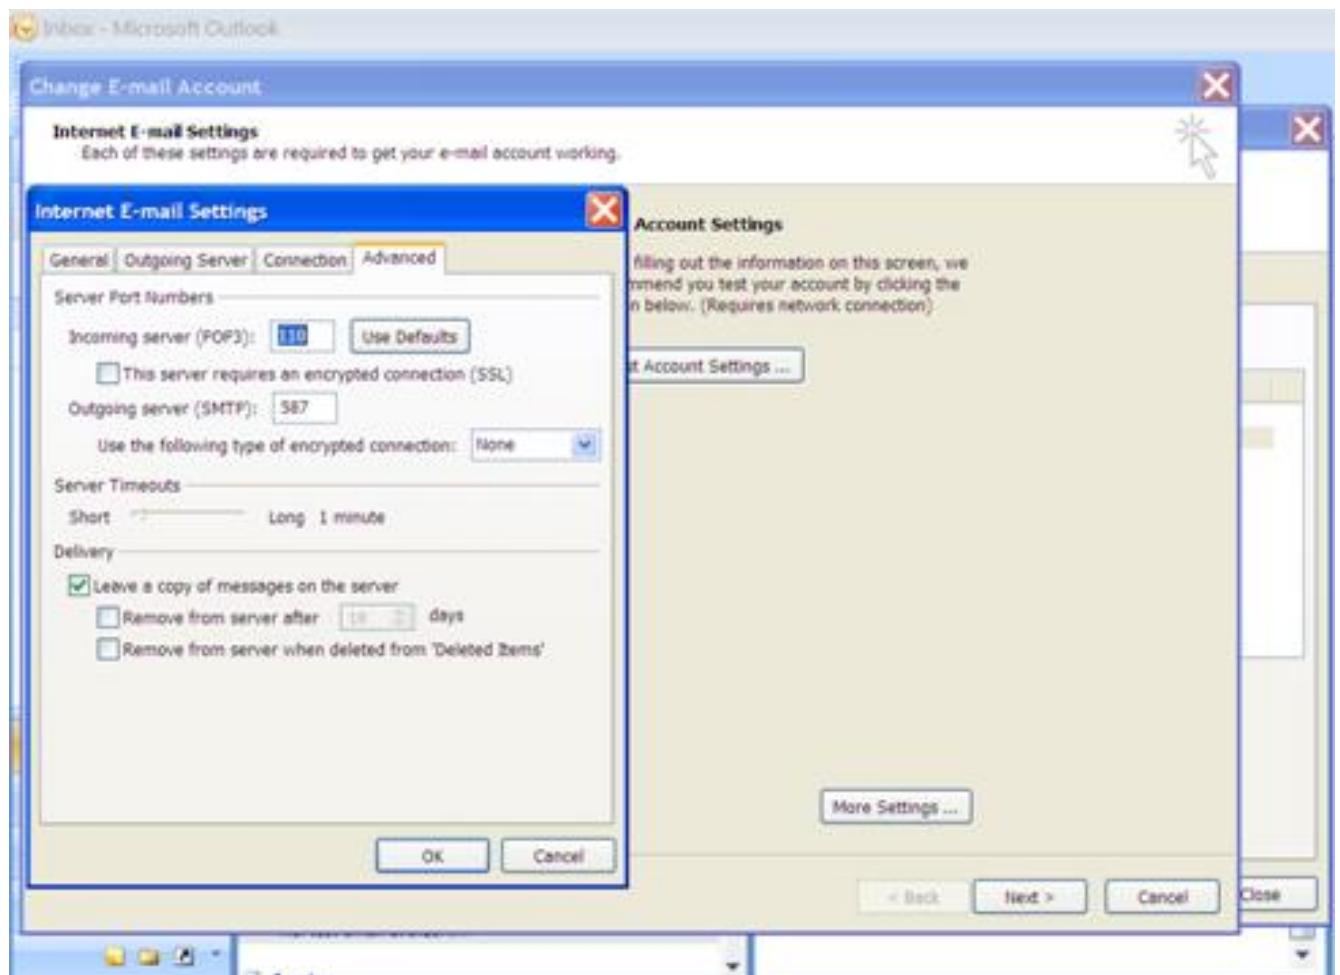 Inbox - Microsoft Outlook
Change E-mail Account
Internet E-mail Settings
Each of these settings are required to get your e-mail account working.
Internet E-mail Settings
General Outgoing Server Connection Advanced
Server Port Numbers
Incoming server (POP3): 110 Use Defaults
This server requires an encrypted connection (SSL)
Outgoing server (SMTP): 587
Use the following type of encrypted connection: None
Server Timeouts
Short Long 1 minute
Delivery
Leave a copy of messages on the server
Remove from server after days
Remove from server when deleted from 'Deleted Items'
OK Cancel
Account Settings
filling out the information on this screen, we
mmend you test your account by clicking the
n below. (Requires network connection)
t Account Settings ...
More Settings ...
< Back Next > Cancel
Close